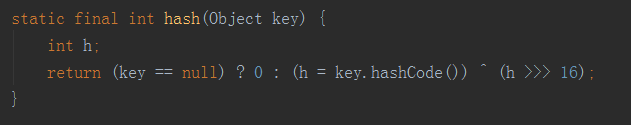 static final int hash(Object key) {
    int h;
    return (key == null) ? 0 : (h = key.hashCode()) ^ (h >>> 16);
}